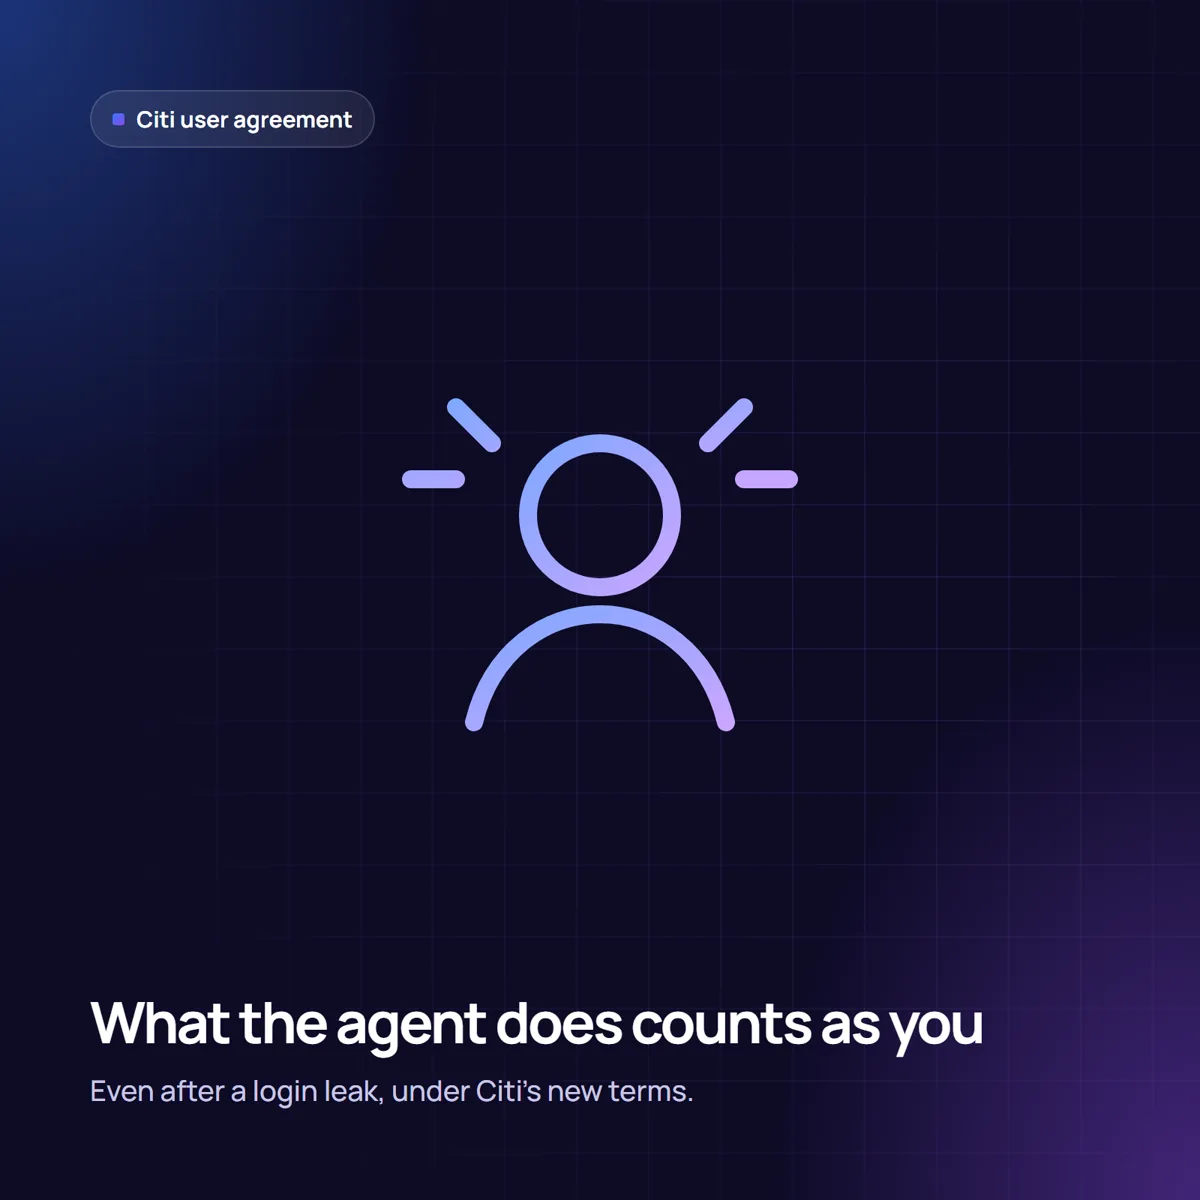 Citi user agreement
What the agent does counts as you
Even after a login leak, under Citi’s new terms.